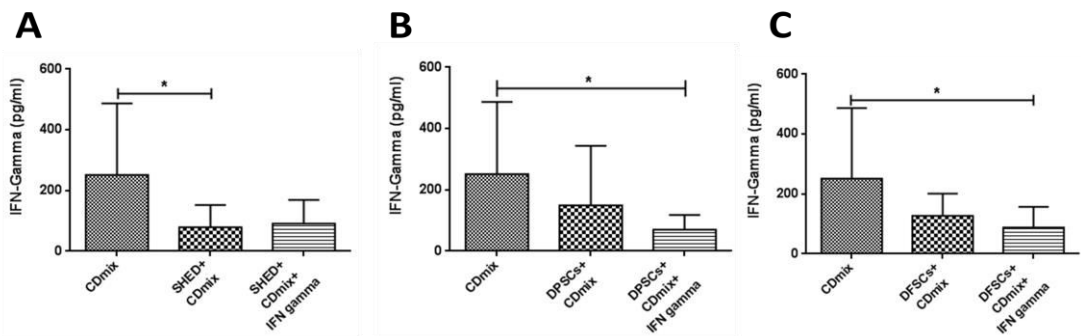 A
IFN-Gamma (pg/ml)
600
400
200
0
*
CDmix
SHED+
CDmix
SHED+
CDmix+
IFN gamma
B
IFN-Gamma (pg/ml)
600
400
200
0
*
CDmix
DPSCs+
CDmix
DPSCs+
CDmix+
IFN gamma
C
IFN-Gamma (pg/ml)
600
400
200
0
*
CDmix
DFSCs+
CDmix
DFSCs+
CDmix+
IFN gamma